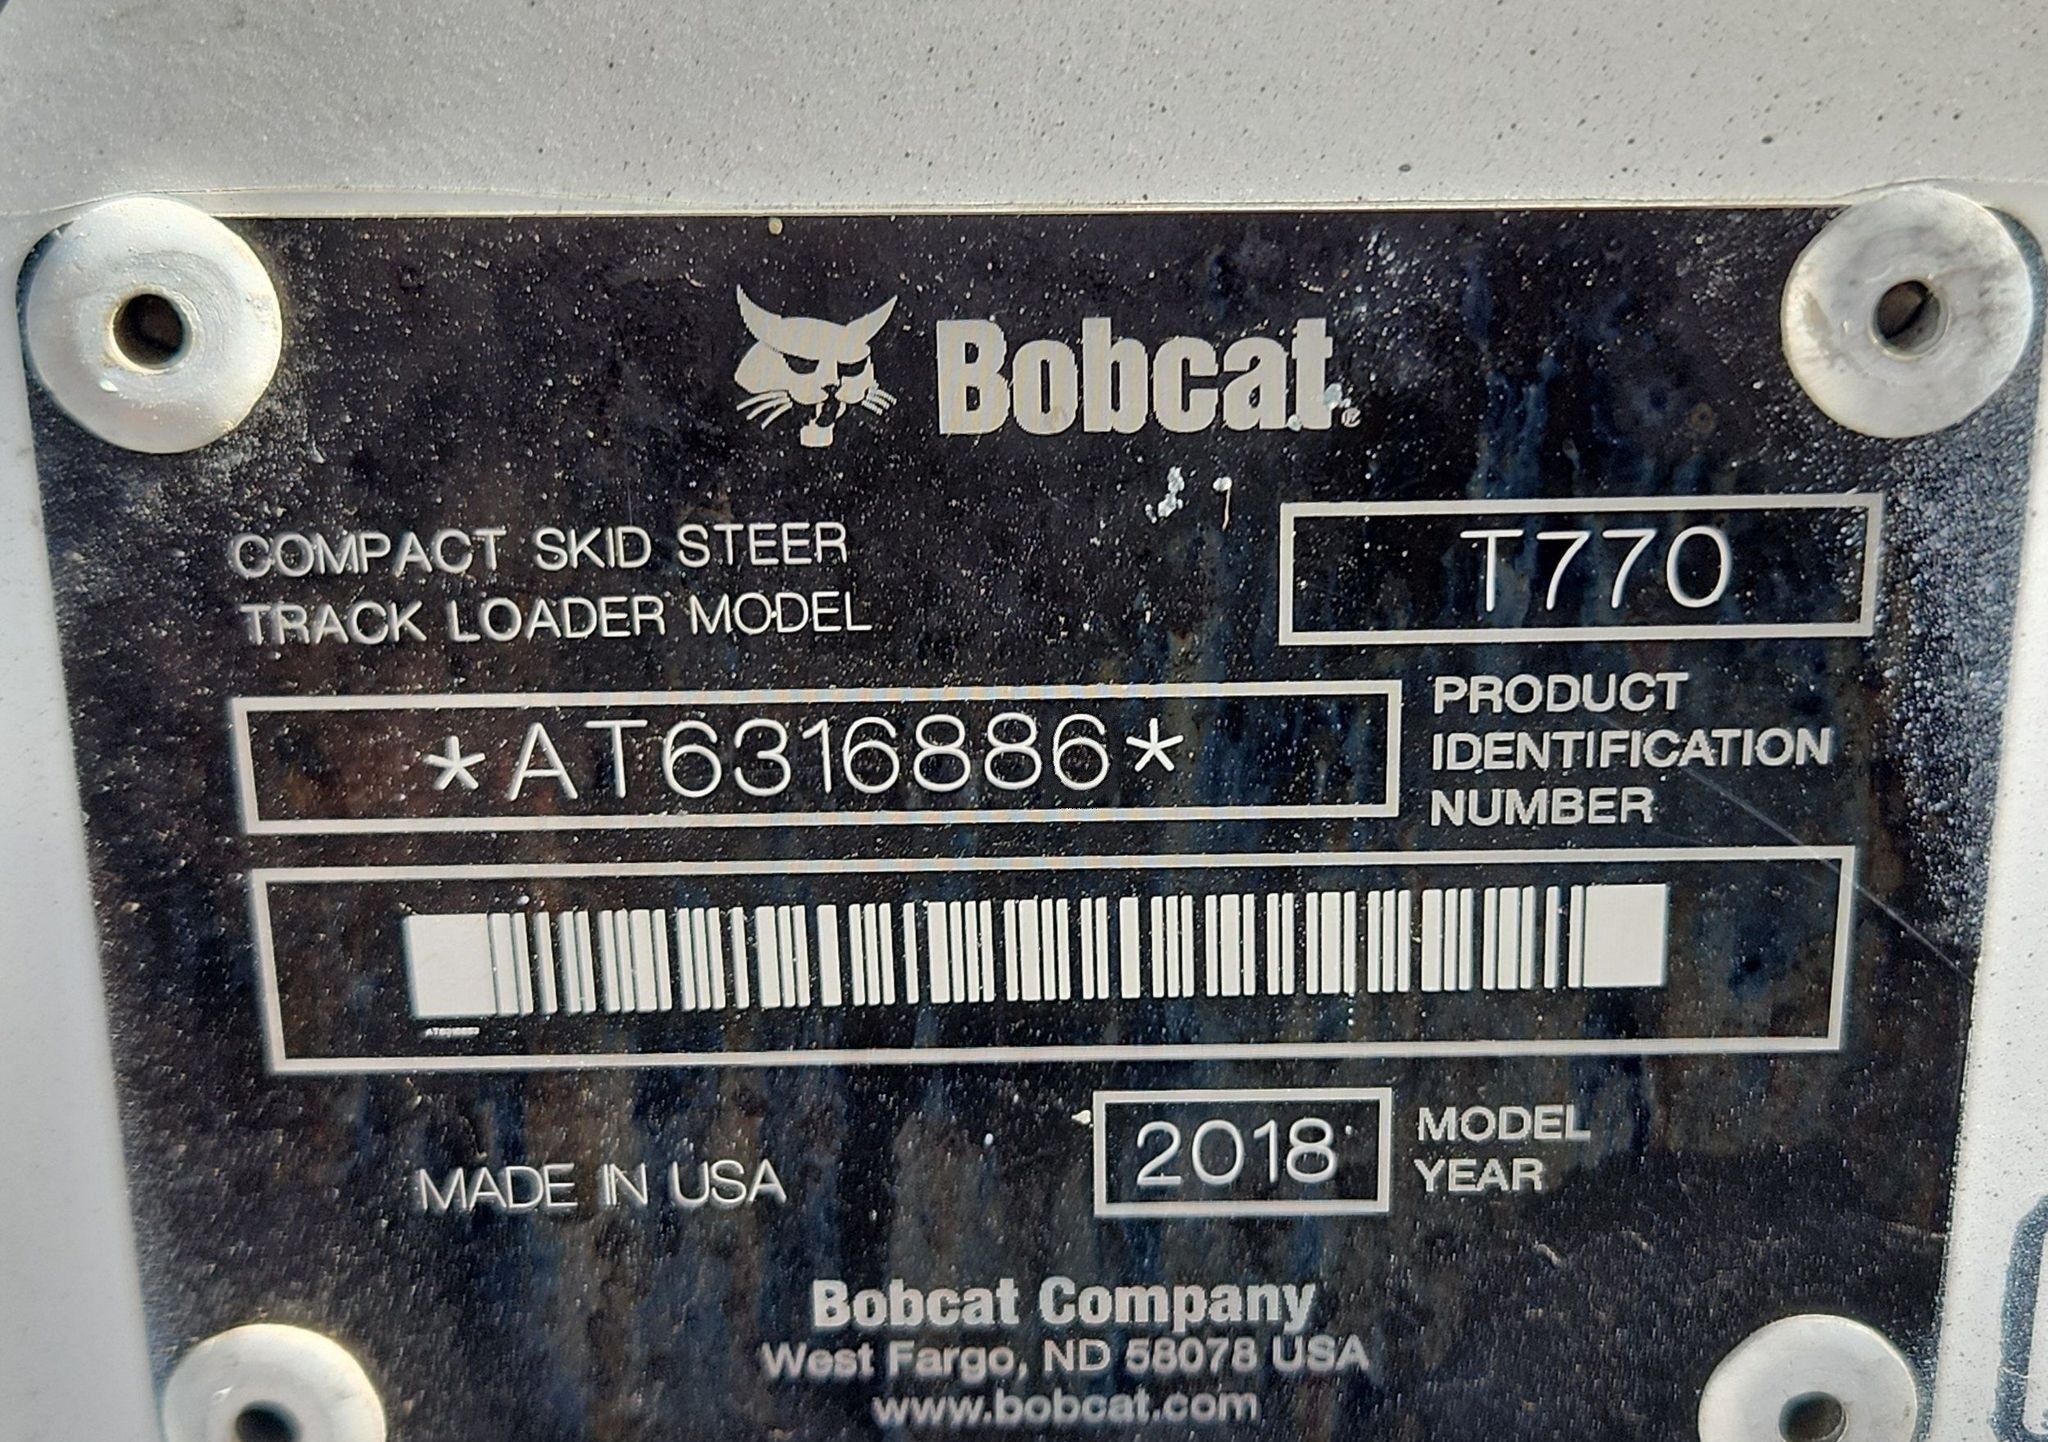 Bobcat®
COMPACT SKID STEER
TRACK LOADER MODEL
T770
*AT6316886*
PRODUCT
IDENTIFICATION
NUMBER
MADE IN USA
2018
MODEL
YEAR
Bobcat Company
West Fargo, ND 58078 USA
www.bobcat.com